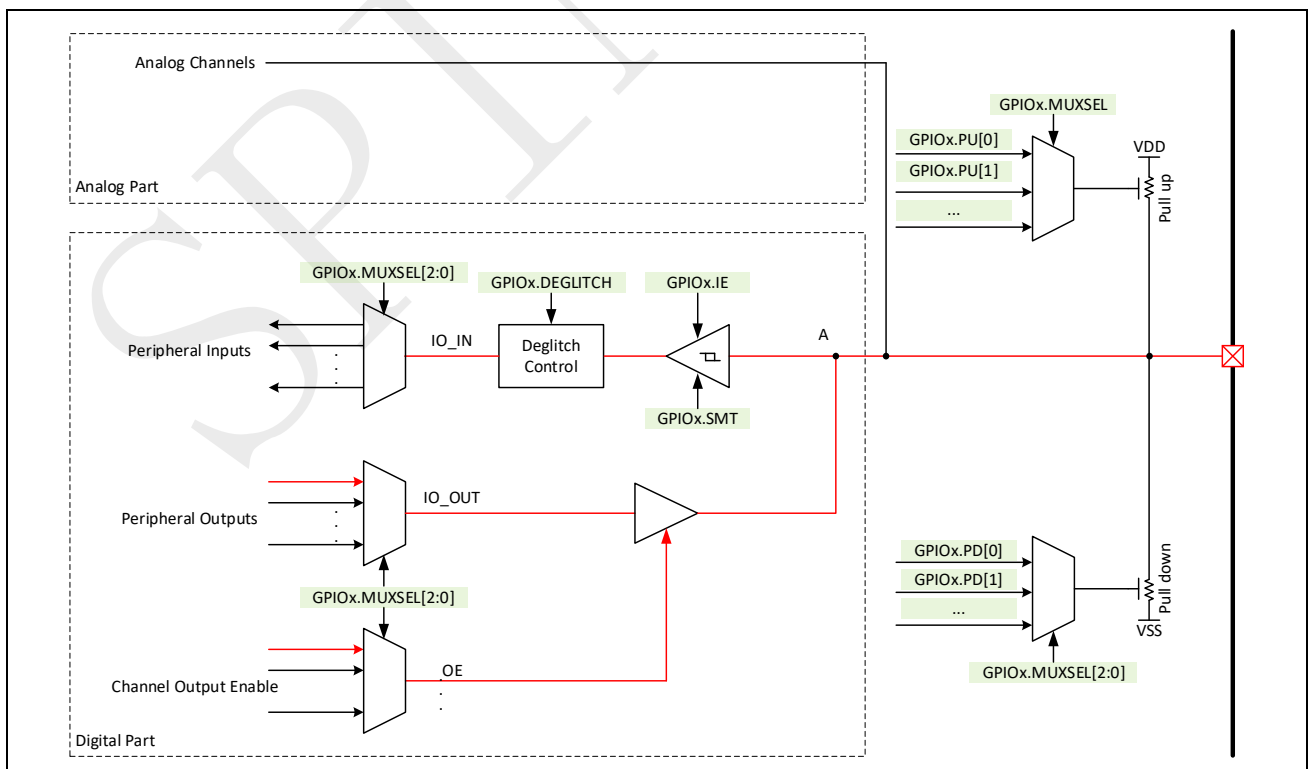 Analog Channels
Analog Part
GPIOx.MUXSEL
GPIOx.PU[0]
GPIOx.PU[1]
...
VDD
Pull up
GPIOx.MUXSEL[2:0]
GPIOx.DEGLITCH
GPIOx.IE
Peripheral Inputs
IO_IN
Deglitch
Control
A
GPIOx.SMT
Peripheral Outputs
IO_OUT
GPIOx.MUXSEL[2:0]
Channel Output Enable
OE
Digital Part
GPIOx.PD[0]
GPIOx.PD[1]
...
Pull down
VSS
GPIOx.MUXSEL[2:0]